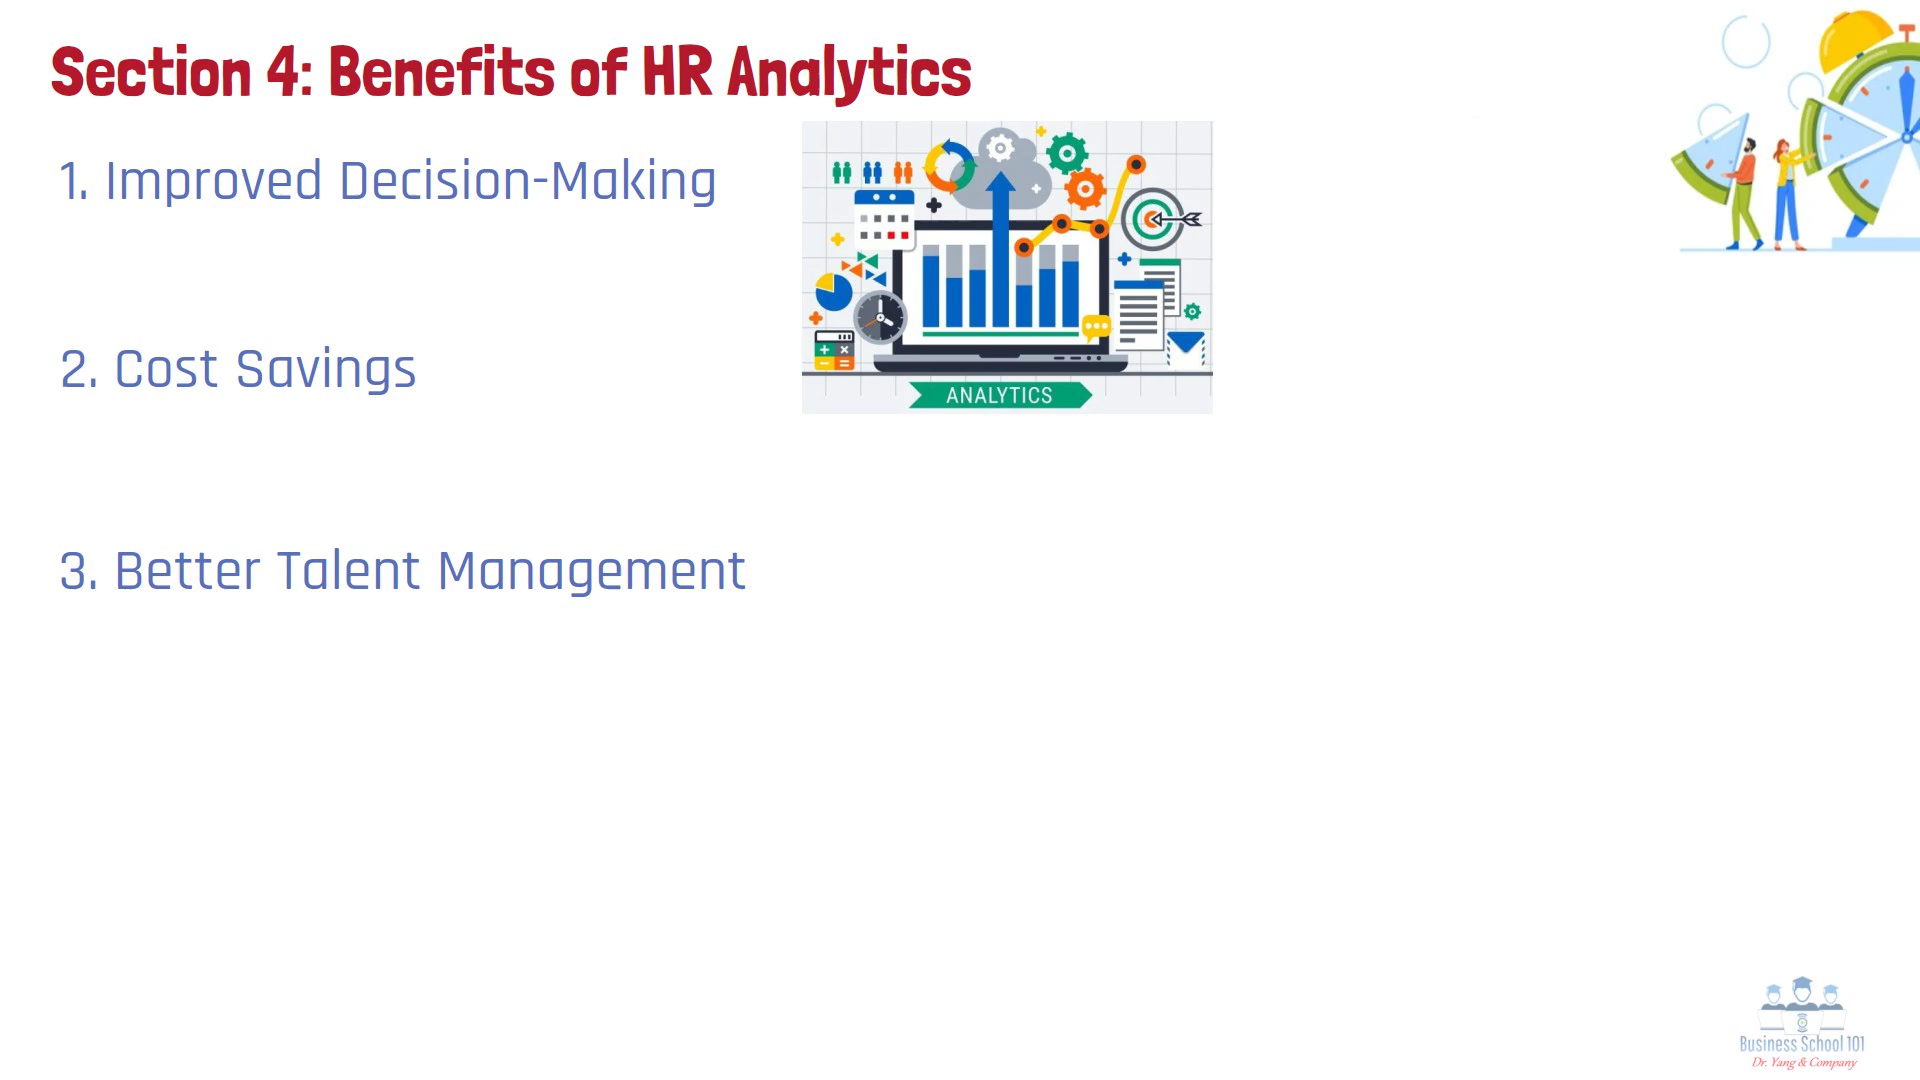 Section 4: Benefits of HR Analytics
1. Improved Decision-Making
ANALYTICS
2. Cost Savings
3. Better Talent Management
Business School 101
Dr. Yang & Company